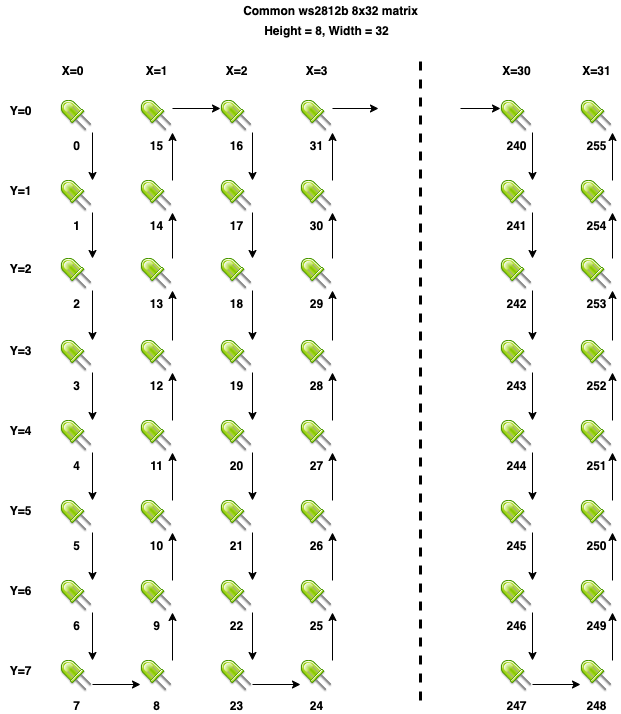 Common ws2812b 8x32 matrix
Height = 8, Width = 32
X=0 X=1 X=2 X=3 X=30 X=31
Y=0
0 15 16 31 240 255
Y=1
1 14 17 30 241 254
Y=2
2 13 18 29 242 253
Y=3
3 12 19 28 243 252
Y=4
4 11 20 27 244 251
Y=5
5 10 21 26 245 250
Y=6
6 9 22 25 246 249
Y=7
7 8 23 24 247 248